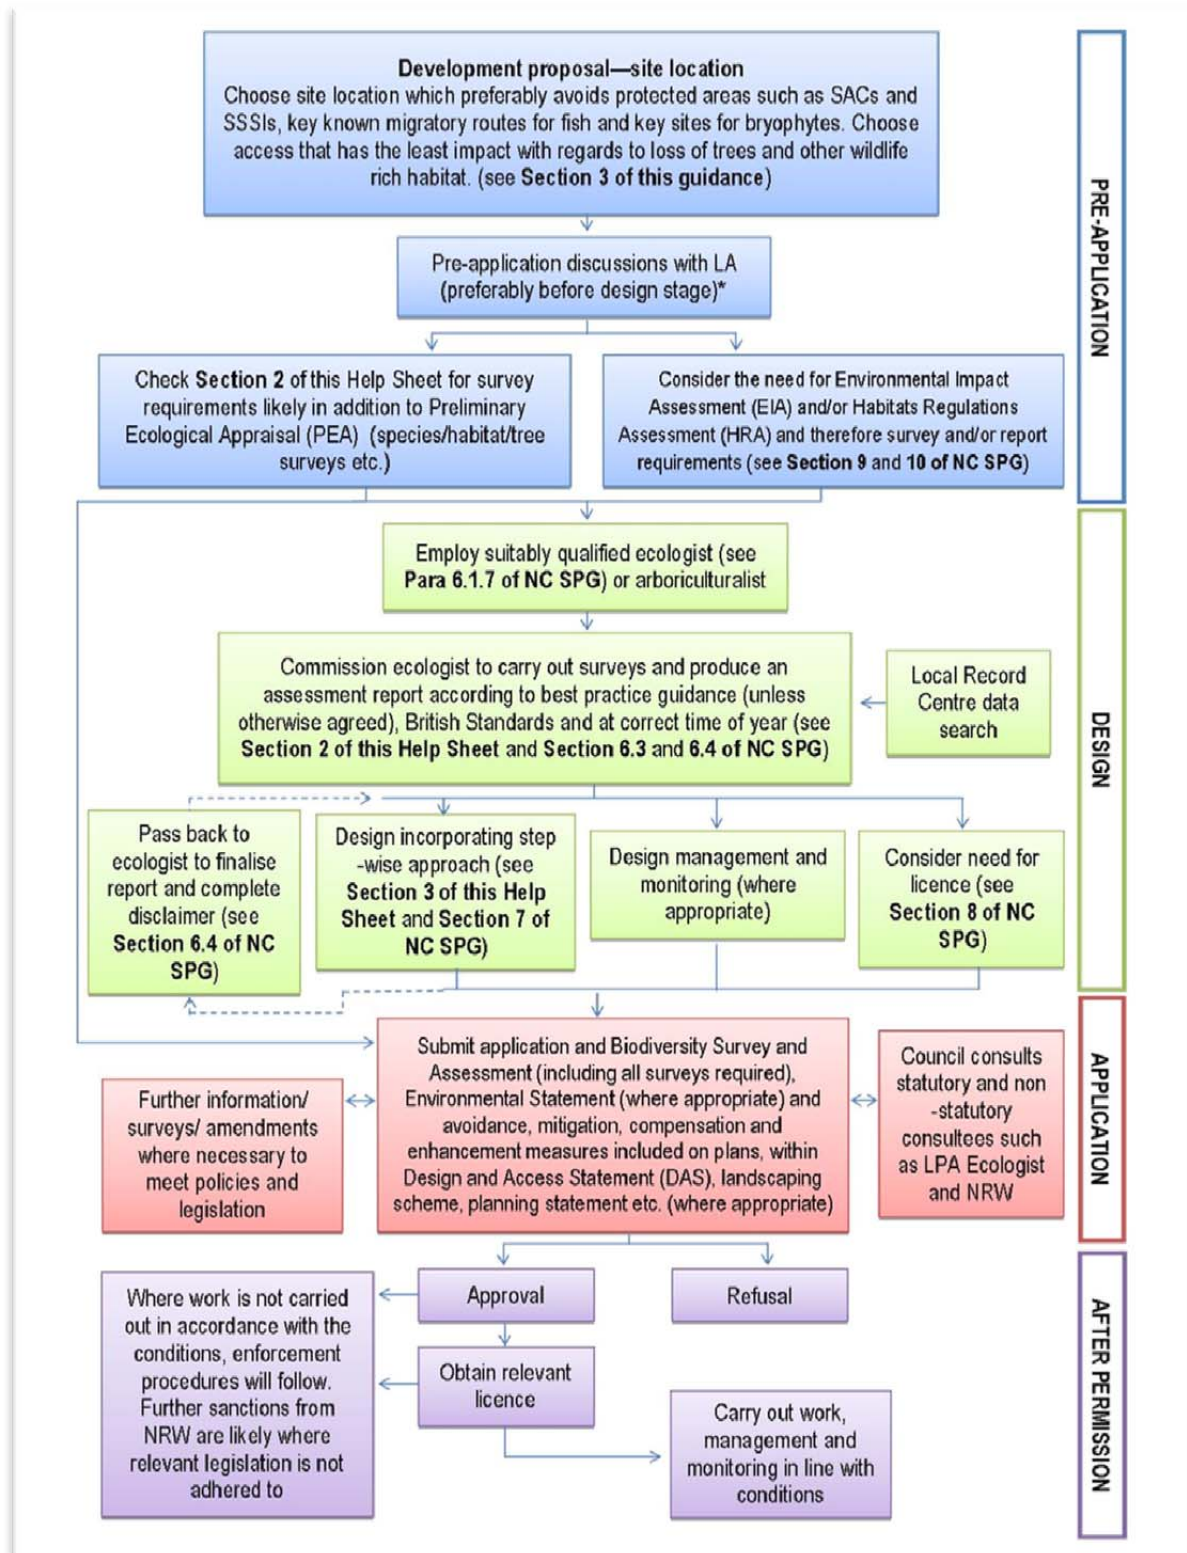 Development proposal—site location
Choose site location which preferably avoids protected areas such as SACs and
SSSIs, key known migratory routes for fish and key sites for bryophytes. Choose
access that has the least impact with regards to loss of trees and other wildlife
rich habitat. (see Section 3 of this guidance)
PRE-APPLICATION
Pre-application discussions with LA
(preferably before design stage)*
Check Section 2 of this Help Sheet for survey
requirements likely in addition to Preliminary
Ecological Appraisal (PEA) (species/habitat/tree
surveys etc.)
Consider the need for Environmental Impact
Assessment (EIA) and/or Habitats Regulations
Assessment (HRA) and therefore survey and/or report
requirements (see Section 9 and 10 of NC SPG)
DESIGN
Employ suitably qualified ecologist (see
Para 6.1.7 of NC SPG) or arboriculturalist
Commission ecologist to carry out surveys and produce an
assessment report according to best practice guidance (unless
otherwise agreed), British Standards and at correct time of year (see
Section 2 of this Help Sheet and Section 6.3 and 6.4 of NC SPG)
Local Record
Centre data
search
Pass back to
ecologist to finalise
report and complete
disclaimer (see
Section 6.4 of NC
SPG)
Design incorporating step
-wise approach (see
Section 3 of this Help
Sheet and Section 7 of
NC SPG)
Design management and
monitoring (where
appropriate)
Consider need for
licence (see
Section 8 of NC
SPG)
APPLICATION
Further information/
surveys/ amendments
where necessary to
meet policies and
legislation
Submit application and Biodiversity Survey and
Assessment (including all surveys required),
Environmental Statement (where appropriate) and
avoidance, mitigation, compensation and
enhancement measures included on plans, within
Design and Access Statement (DAS), landscaping
scheme, planning statement etc. (where appropriate)
Council consults
statutory and non
-statutory
consultees such
as LPA Ecologist
and NRW
AFTER PERMISSION
Where work is not carried
out in accordance with the
conditions, enforcement
procedures will follow.
Further sanctions from
NRW are likely where
relevant legislation is not
adhered to
Approval
Refusal
Obtain relevant
licence
Carry out work,
management and
monitoring in line with
conditions